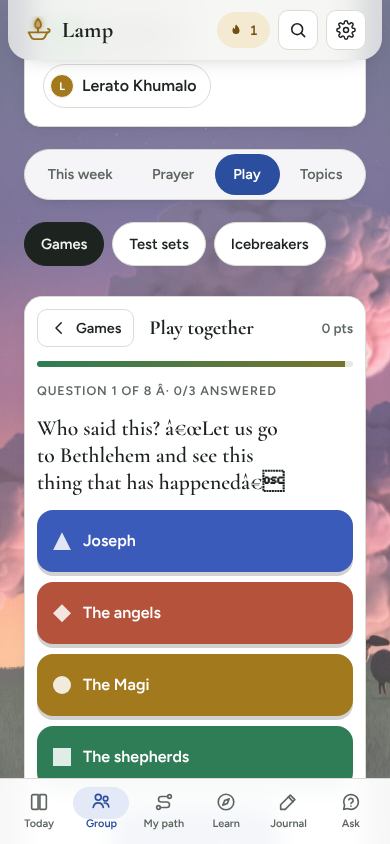 Lamp
1
L Lerato Khumalo
This week Prayer Play Topics
Games Test sets Icebreakers
Games Play together 0 pts
QUESTION 1 OF 8 Â· 0/3 ANSWERED
Who said this? â€œLet us go
to Bethlehem and see this
thing that has happenedâ€
Joseph
The angels
The Magi
The shepherds
Today Group My path Learn Journal Ask